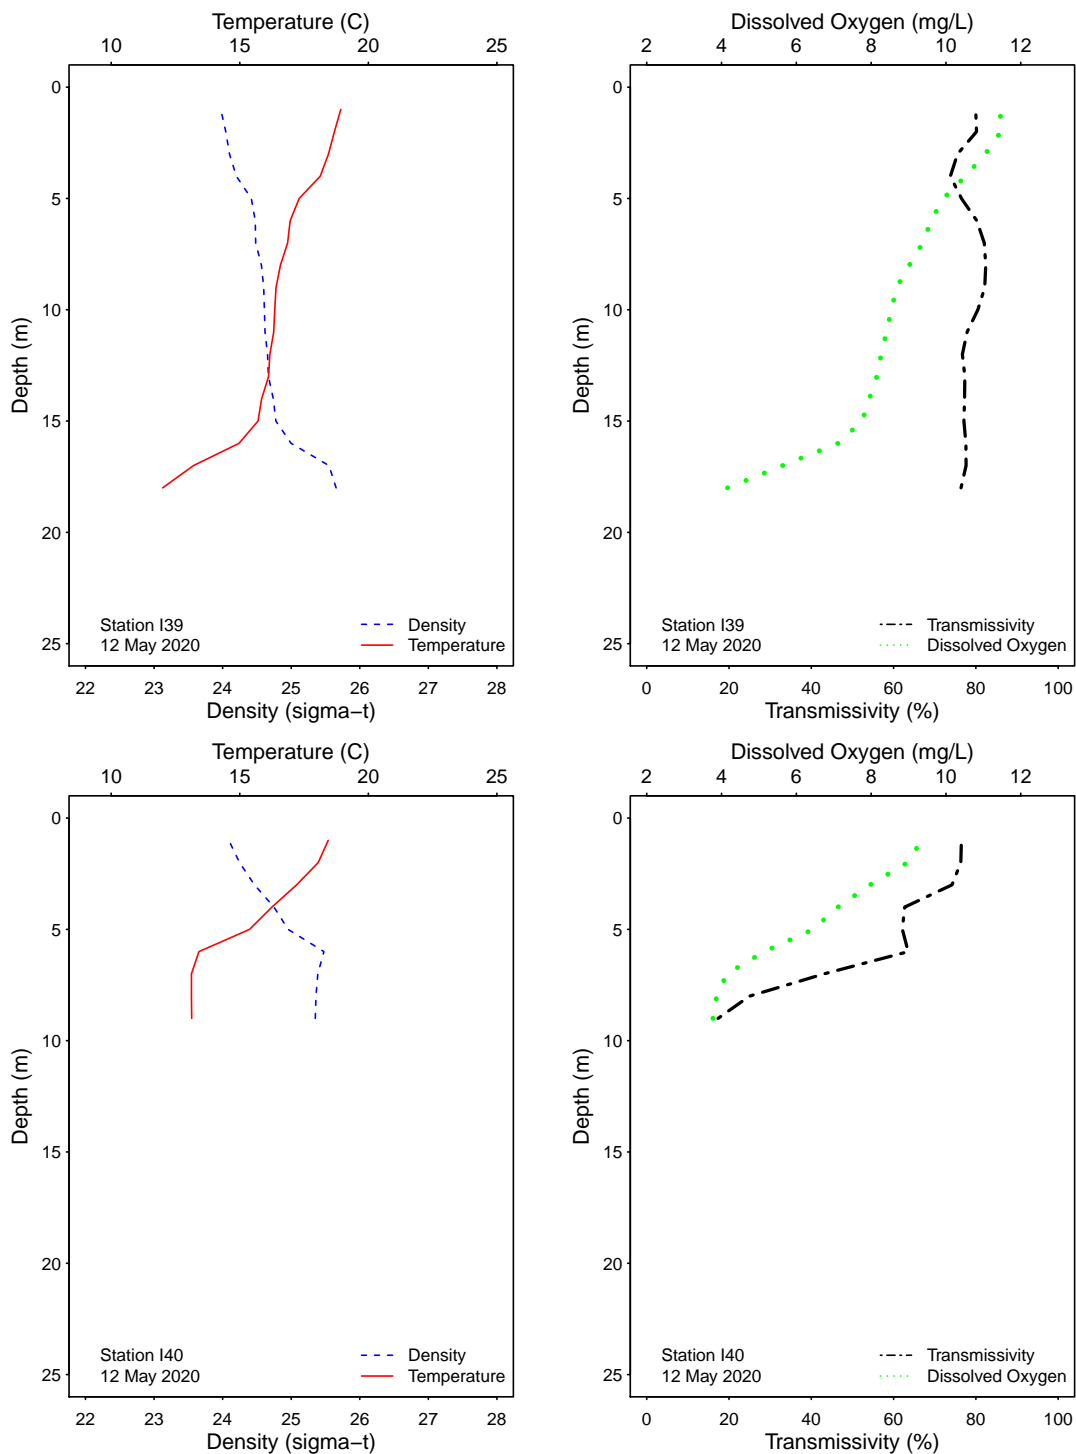 Temperature (C)
10 15 20 25
0
5
10
15
20
25
Depth (m)
Station I39
12 May 2020
Density
Temperature
22 23 24 25 26 27 28
Density (sigma−t)
Dissolved Oxygen (mg/L)
2 4 6 8 10 12
0
5
10
15
20
25
Depth (m)
Station I39
12 May 2020
Transmissivity
Dissolved Oxygen
0 20 40 60 80 100
Transmissivity (%)
Temperature (C)
10 15 20 25
0
5
10
15
20
25
Depth (m)
Station I40
12 May 2020
Density
Temperature
22 23 24 25 26 27 28
Density (sigma−t)
Dissolved Oxygen (mg/L)
2 4 6 8 10 12
0
5
10
15
20
25
Depth (m)
Station I40
12 May 2020
Transmissivity
Dissolved Oxygen
0 20 40 60 80 100
Transmissivity (%)